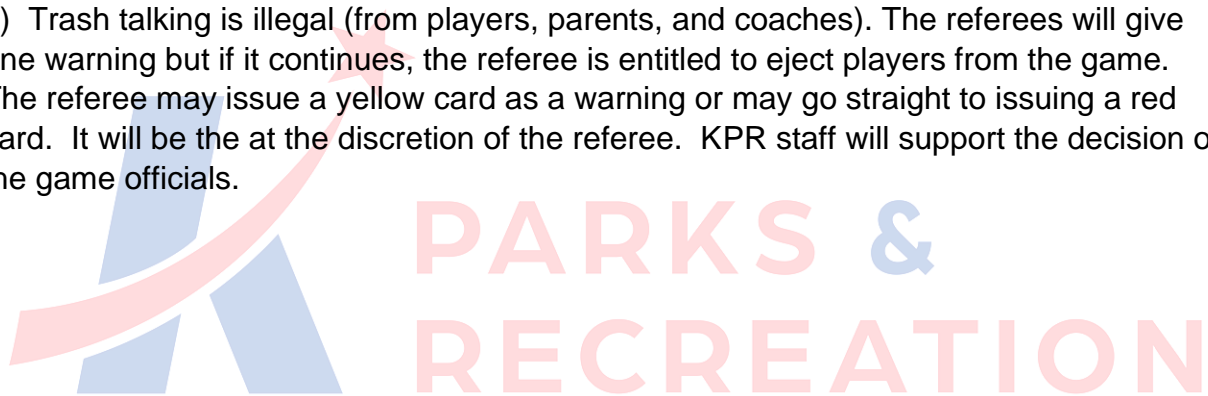 ) Trash talking is illegal (from players, parents, and coaches). The referees will give
ne warning but if it continues, the referee is entitled to eject players from the game.
he referee may issue a yellow card as a warning or may go straight to issuing a red
ard. It will be the at the discretion of the referee. KPR staff will support the decision o
he game officials.
PARKS &
RECREATION